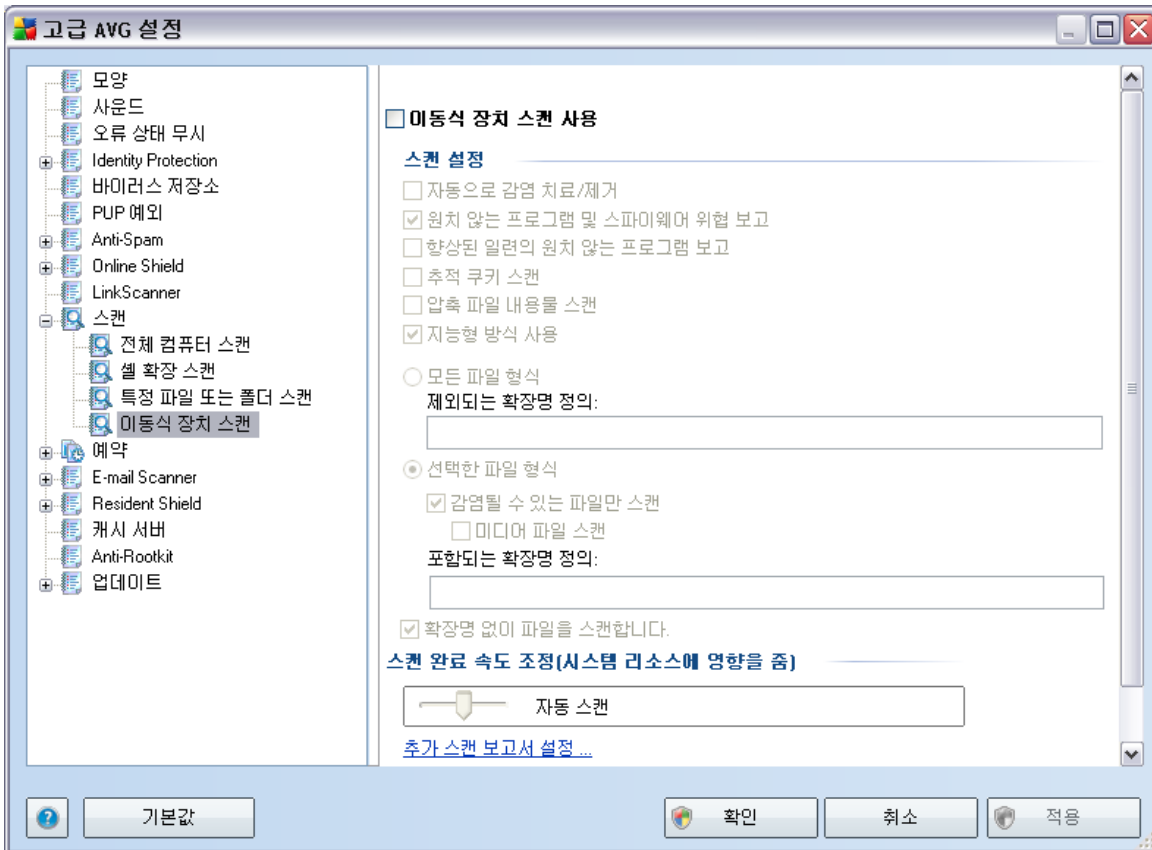 고급 AVG 설정
모양
사운드
오류 상태 무시
Identity Protection
바이러스 저장소
PUP 예외
Anti-Spam
Online Shield
LinkScanner
스캔
전체 컴퓨터 스캔
셸 확장 스캔
특정 파일 또는 폴더 스캔
이동식 장치 스캔
예약
E-mail Scanner
Resident Shield
캐시 서버
Anti-Rootkit
업데이트
이동식 장치 스캔 사용
스캔 설정
자동으로 감염 치료/제거
원치 않는 프로그램 및 스파이웨어 위협 보고
향상된 일련의 원치 않는 프로그램 보고
추적 쿠키 스캔
압축 파일 내용물 스캔
지능형 방식 사용
모든 파일 형식
제외되는 확장명 정의:
선택한 파일 형식
감염될 수 있는 파일만 스캔
미디어 파일 스캔
포함되는 확장명 정의:
확장명 없이 파일을 스캔합니다.
스캔 완료 속도 조정(시스템 리소스에 영향을 줌)
자동 스캔
추가 스캔 보고서 설정 ...
기본값
확인
취소
적용